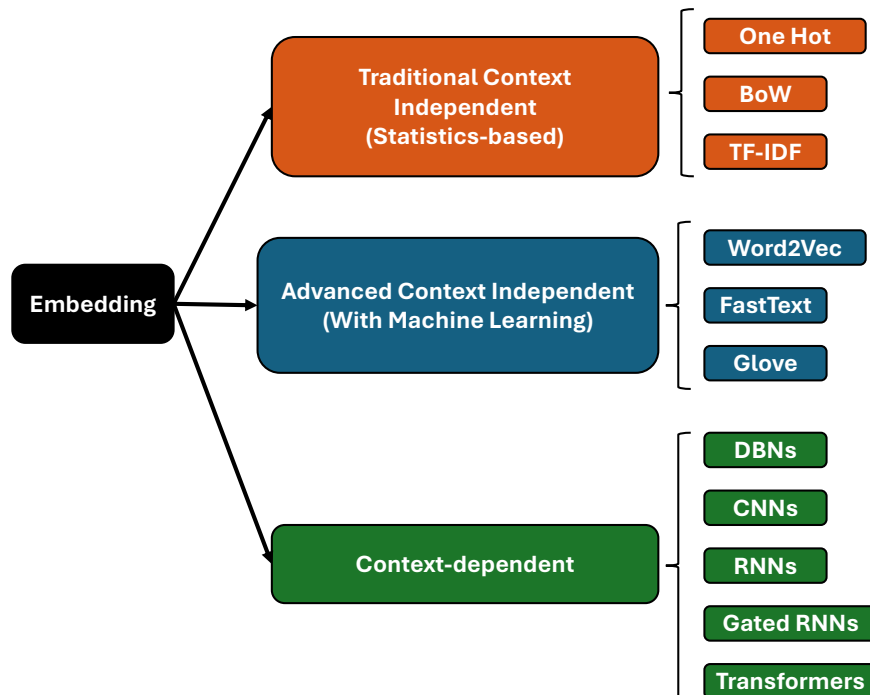 Embedding
Traditional Context
Independent
(Statistics-based)
One Hot
BoW
TF-IDF
Advanced Context Independent
(With Machine Learning)
Word2Vec
FastText
Glove
Context-dependent
DBNs
CNNs
RNNs
Gated RNNs
Transformers